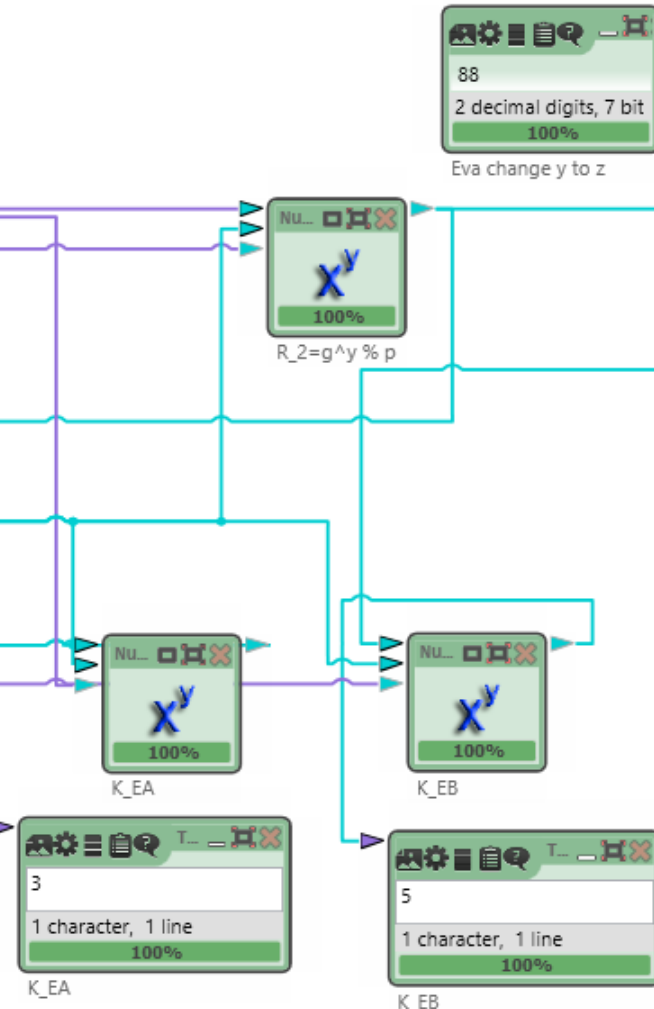 88
2 decimal digits, 7 bit
100%
Eva change y to z
Nu...
X^y
100%
R_2=g^y % p
Nu...
X^y
100%
K_EA
Nu...
X^y
100%
K_EB
T...
3
1 character, 1 line
100%
K_EA
T...
5
1 character, 1 line
100%
K_EB